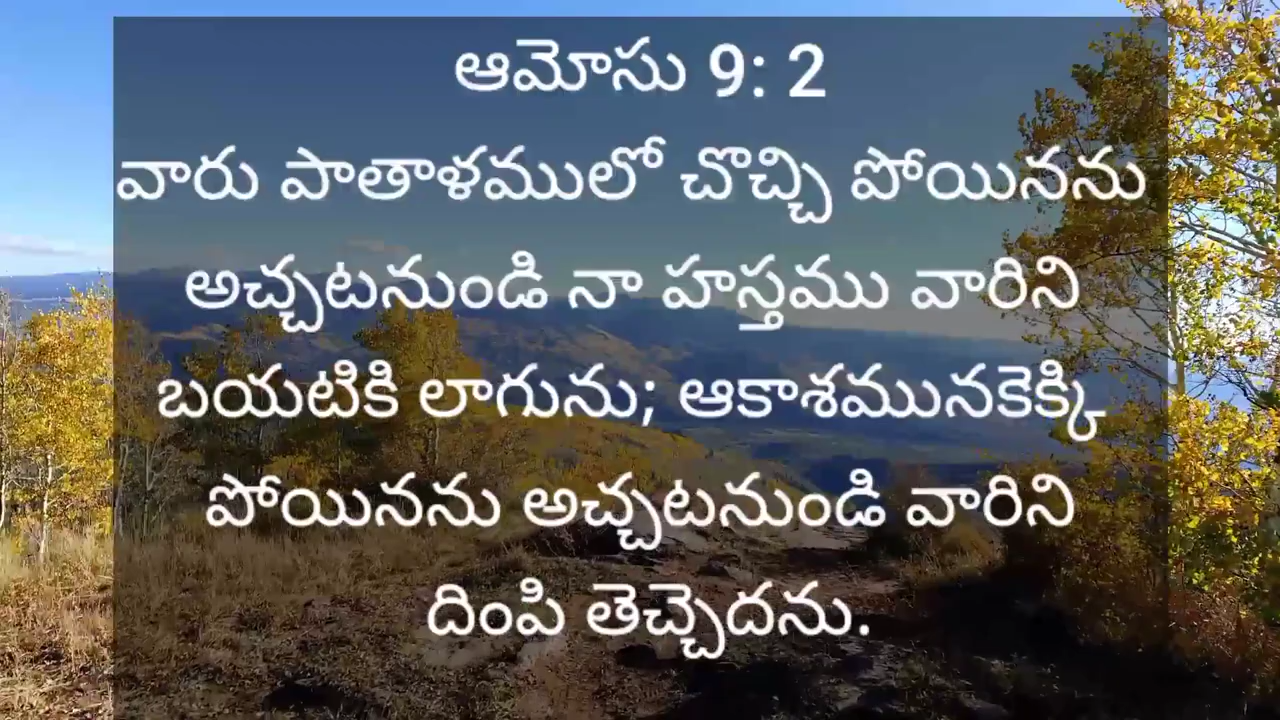 ఆమోసు 9: 2
వారు పాతాళములో చొచ్చి పోయినను
అచ్చటనుండి నా హస్తము వారిని
బయటికి లాగును; ఆకాశమునకెక్కి
పోయినను అచ్చటనుండి వారిని
దింపి తెచ్చెదను.